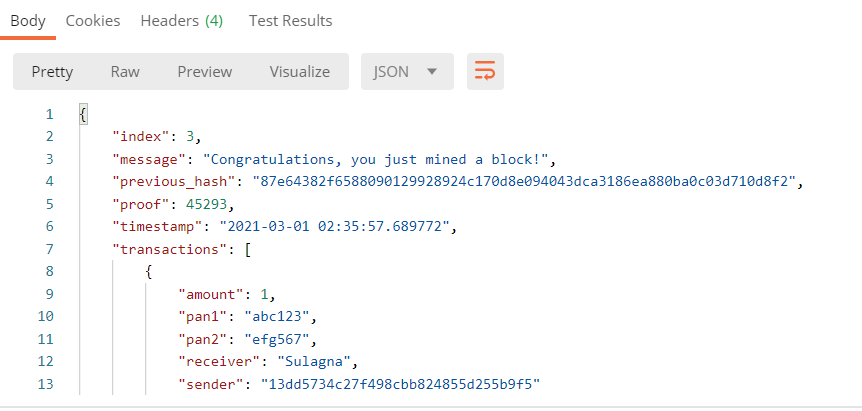 Body Cookies Headers (4) Test Results
Pretty Raw Preview Visualize JSON
1 {
2 "index": 3,
3 "message": "Congratulations, you just mined a block!",
4 "previous_hash": "87e64382f6588090129928924c170d8e094043dca3186ea880ba0c03d710d8f2",
5 "proof": 45293,
6 "timestamp": "2021-03-01 02:35:57.689772",
7 "transactions": [
8 {
9 "amount": 1,
10 "pan1": "abc123",
11 "pan2": "efg567",
12 "receiver": "Sulagna",
13 "sender": "13dd5734c27f498cbb824855d255b9f5"